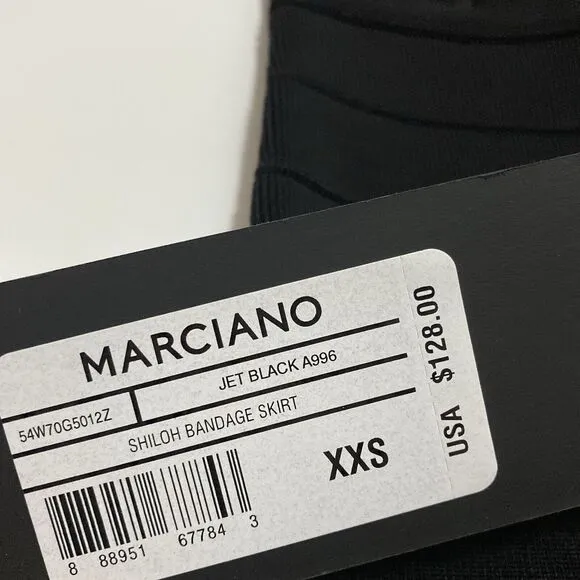 MARCIANO
54W70G5012Z JET BLACK A996
SHILOH BANDAGE SKIRT
XXS
8 88951 67784 3
USA $128.00